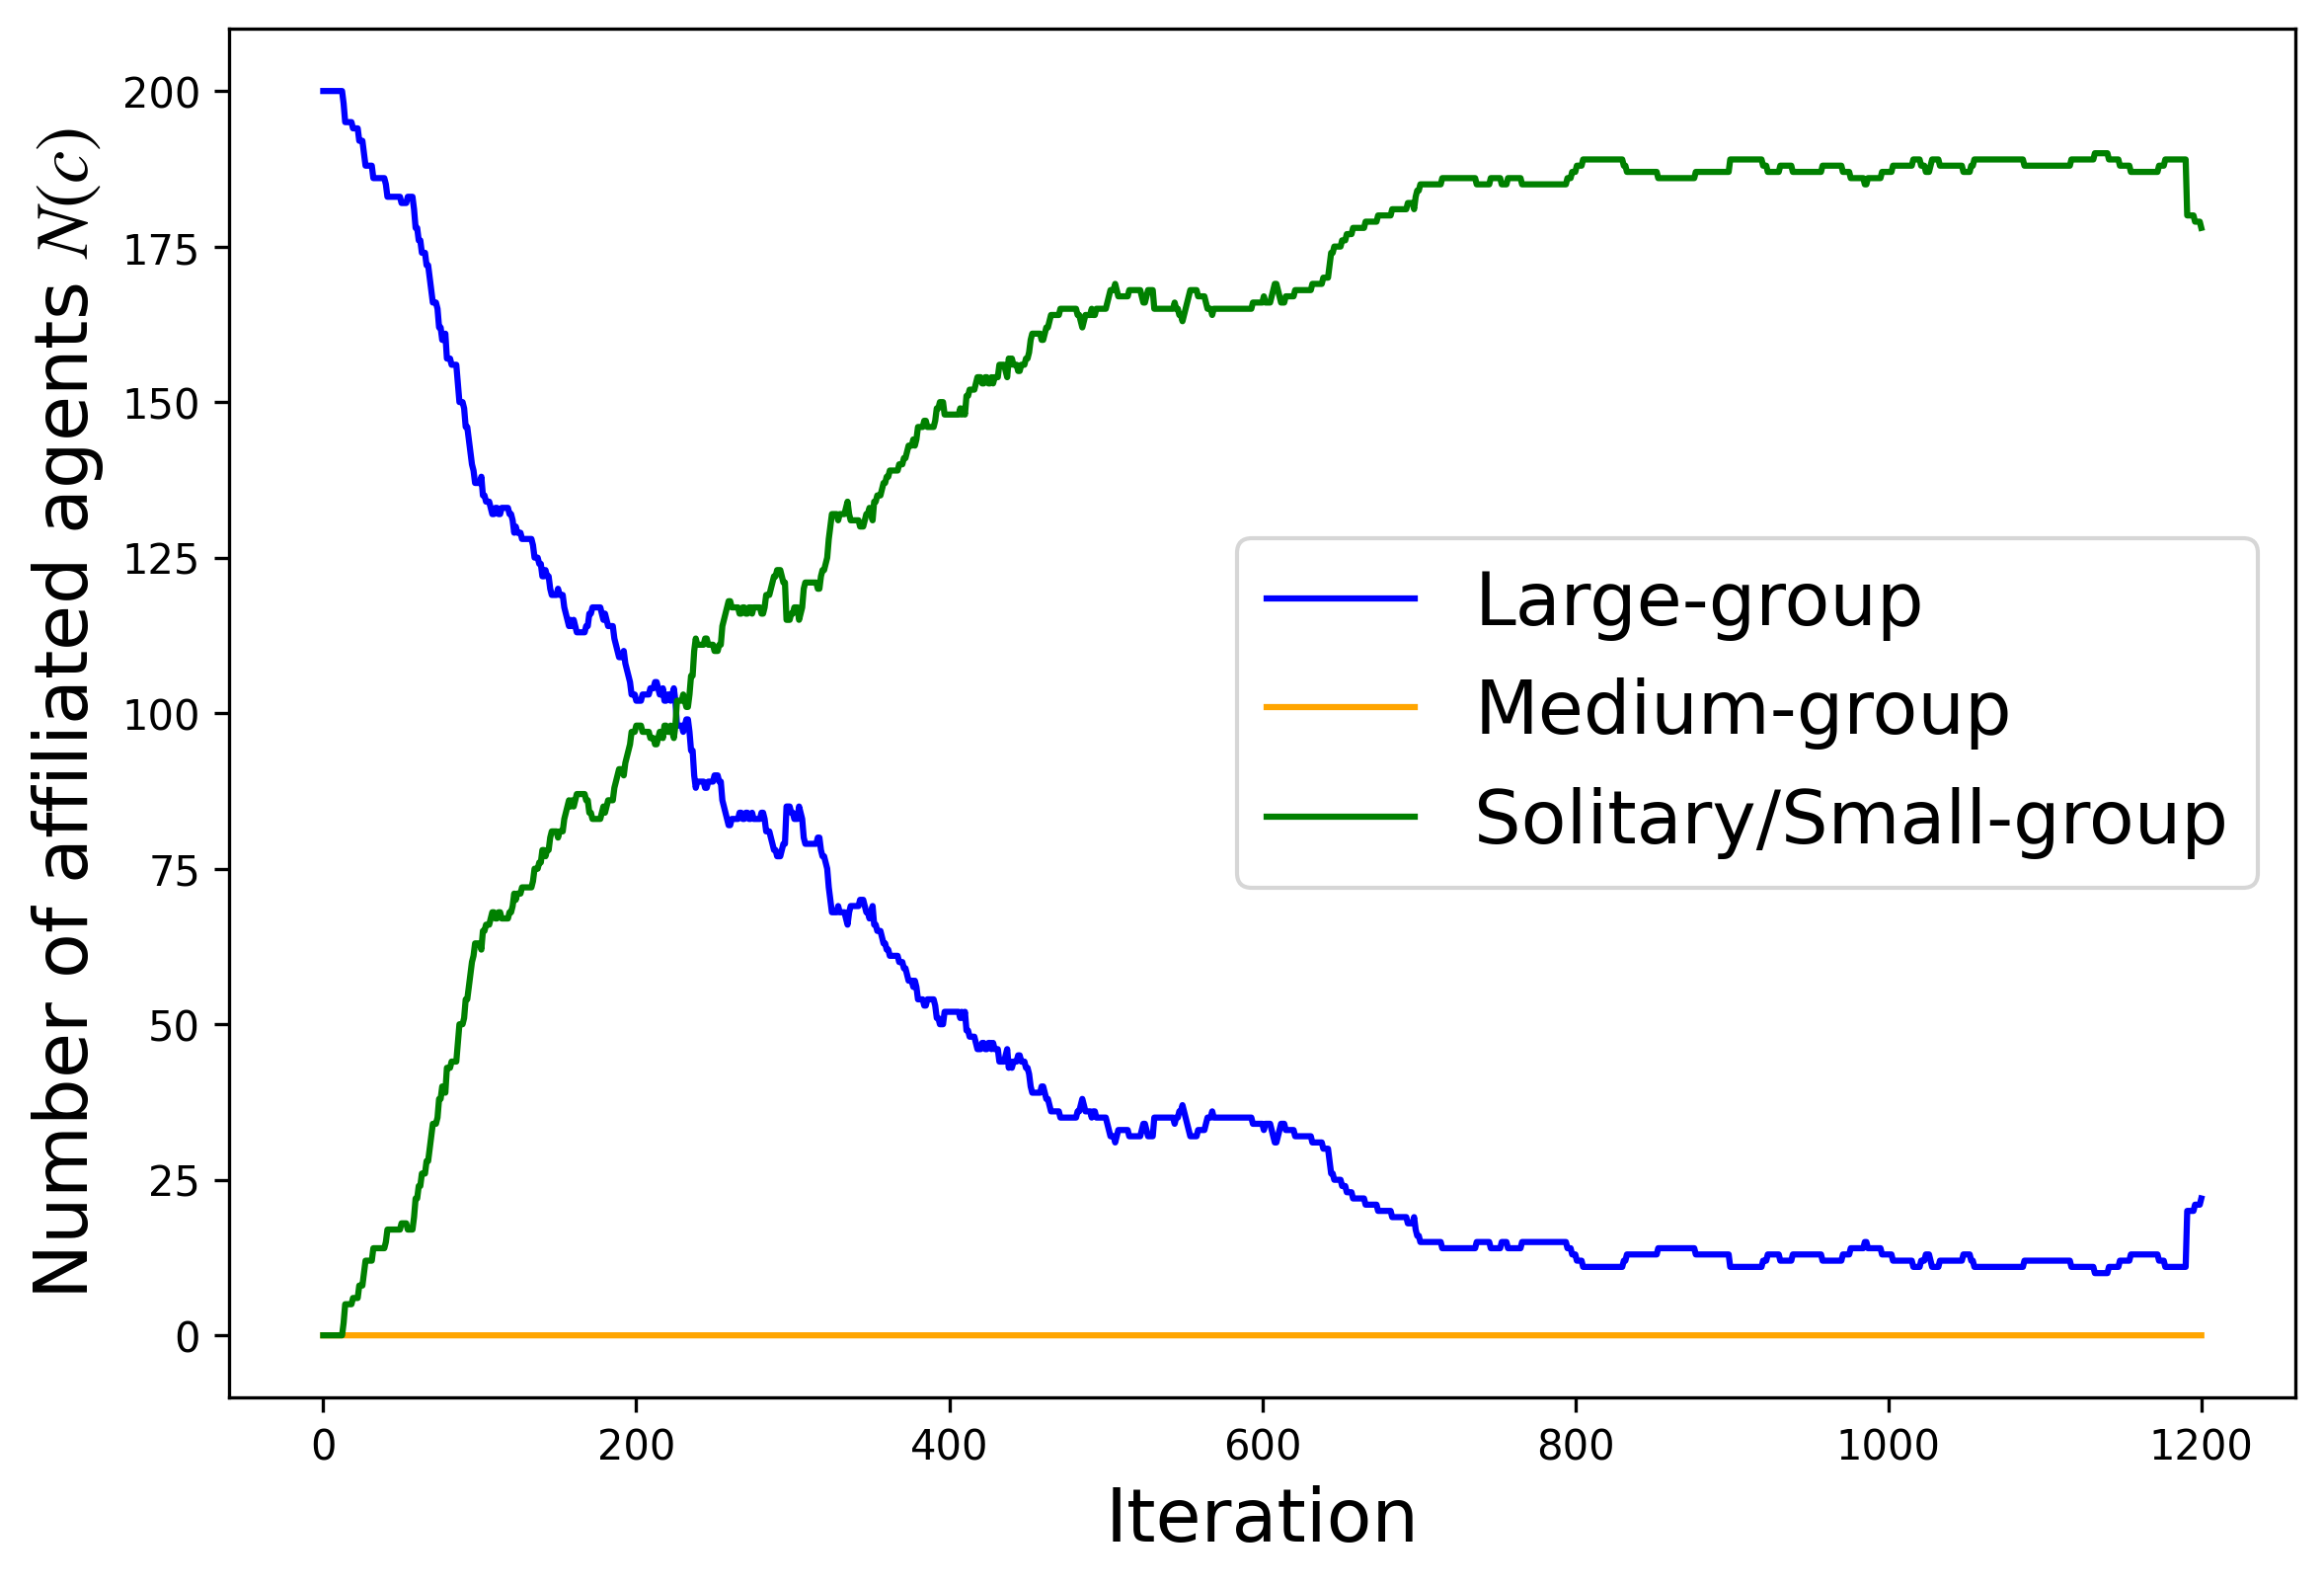 Number of affiliated agents N(c)
200
175
150
125
100
75
50
25
0
Large-group
Medium-group
Solitary/Small-group
0 200 400 600 800 1000 1200
Iteration